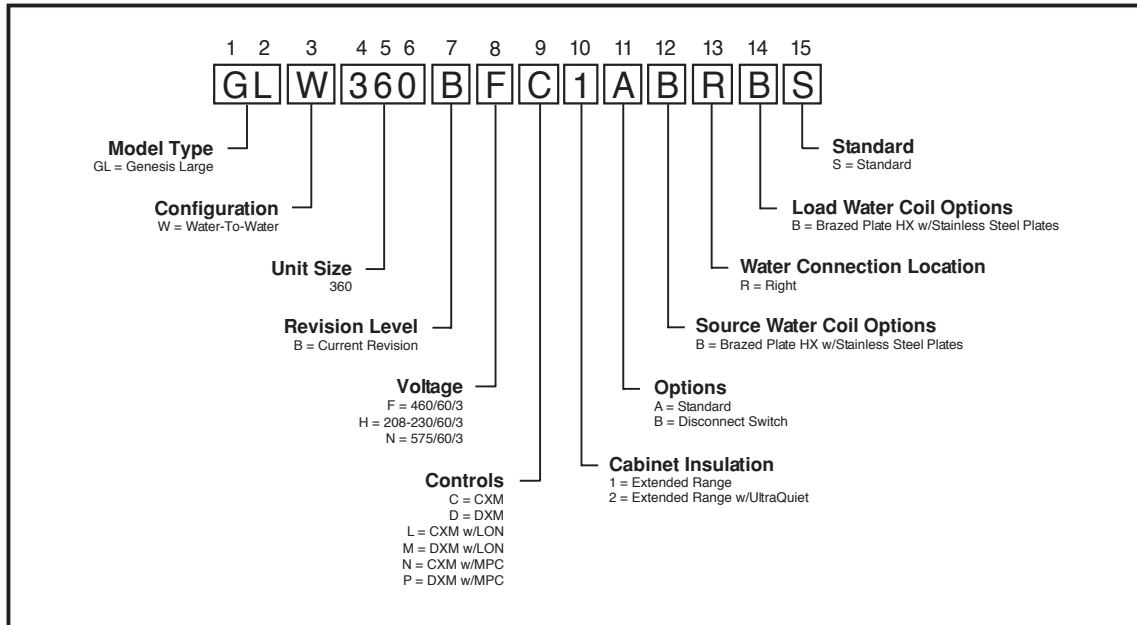 1 2 3 4 5 6 7 8 9 10 11 12 13 14 15
G L W 3 6 0 B F C 1 A B R B S
Model Type
GL = Genesis Large
Configuration
W = Water-To-Water
Unit Size
360
Revision Level
B = Current Revision
Voltage
F = 460/60/3
H = 208-230/60/3
N = 575/60/3
Controls
C = CXM
D = DXM
L = CXM w/LON
M = DXM w/LON
N = CXM w/MPC
P = DXM w/MPC
Standard
S = Standard
Load Water Coil Options
B = Brazed Plate HX w/Stainless Steel Plates
Water Connection Location
R = Right
Source Water Coil Options
B = Brazed Plate HX w/Stainless Steel Plates
Options
A = Standard
B = Disconnect Switch
Cabinet Insulation
1 = Extended Range
2 = Extended Range w/UltraQuiet